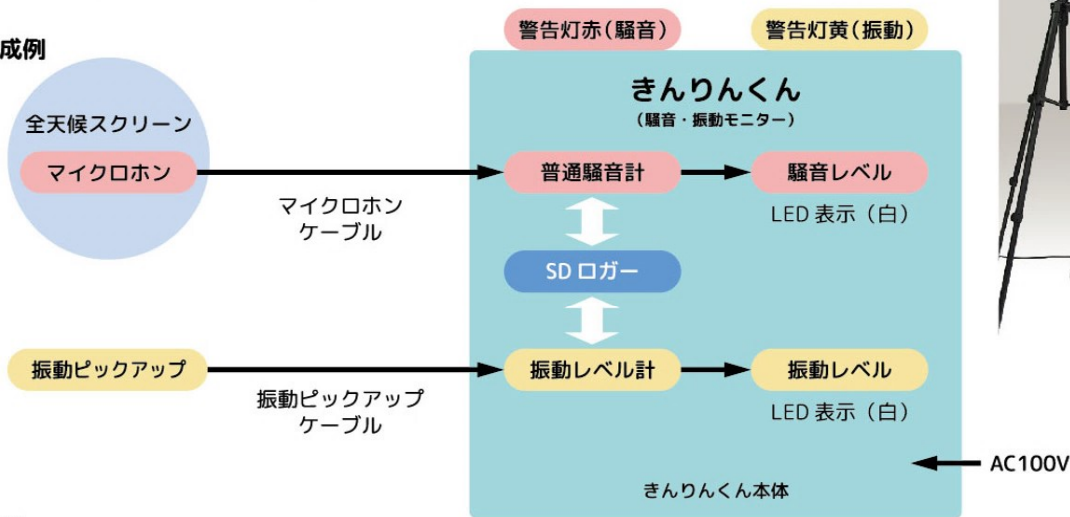 警告灯赤(騒音)
警告灯黄(振動)
成例
きんりんくん
(騒音・振動モニター)
全天候スクリーン
マイクロホン
普通騒音計
騒音レベル
マイクロホン
ケーブル
LED 表示(白)
SD ロガー
振動ピックアップ
振動レベル計
振動レベル
振動ピックアップ
ケーブル
LED 表示(白)
AC100V
きんりんくん本体